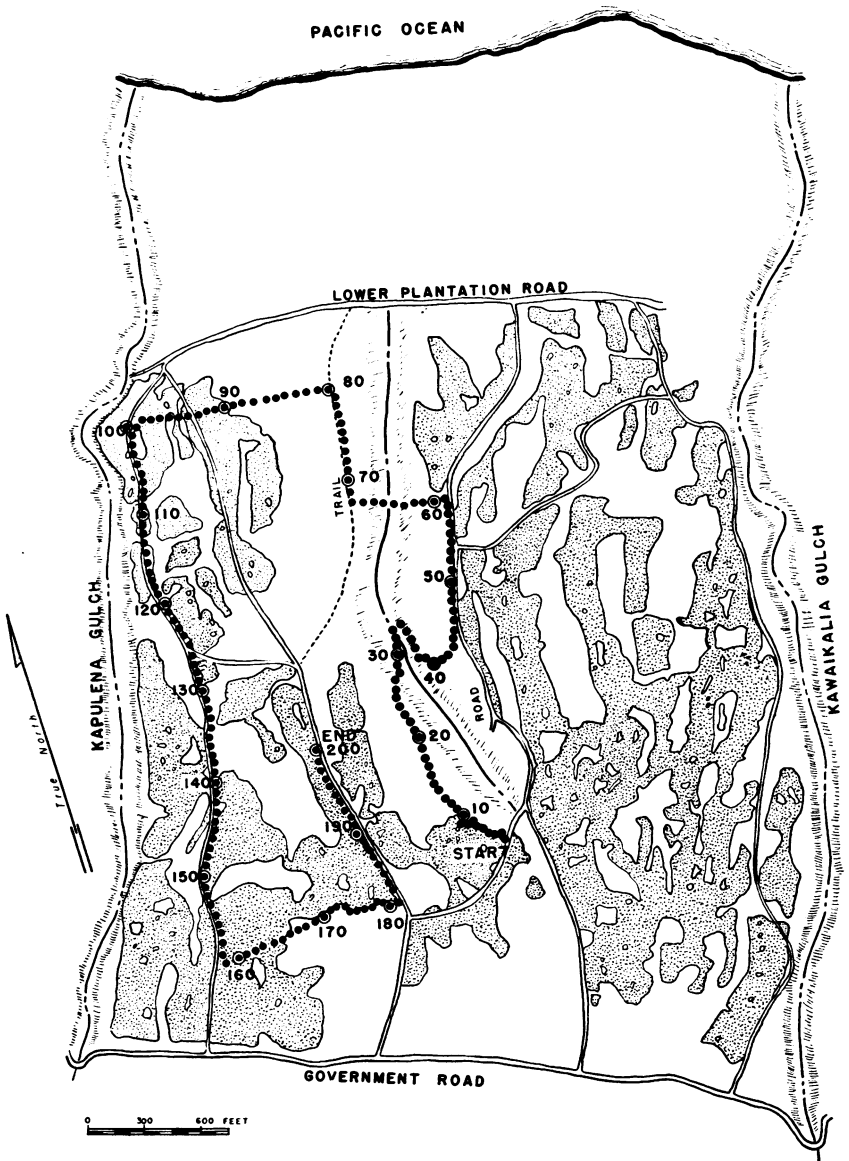 PACIFIC OCEAN
LOWER PLANTATION ROAD
80
90
100
70
TRAIL
60
110
50
KAPULENA GULCH
KAWAIKALIA GULCH
120
30
40
130
ROAD
True North
20
END
200
140
10
190
START
150
180
170
160
GOVERNMENT ROAD
0 300 600 FEET